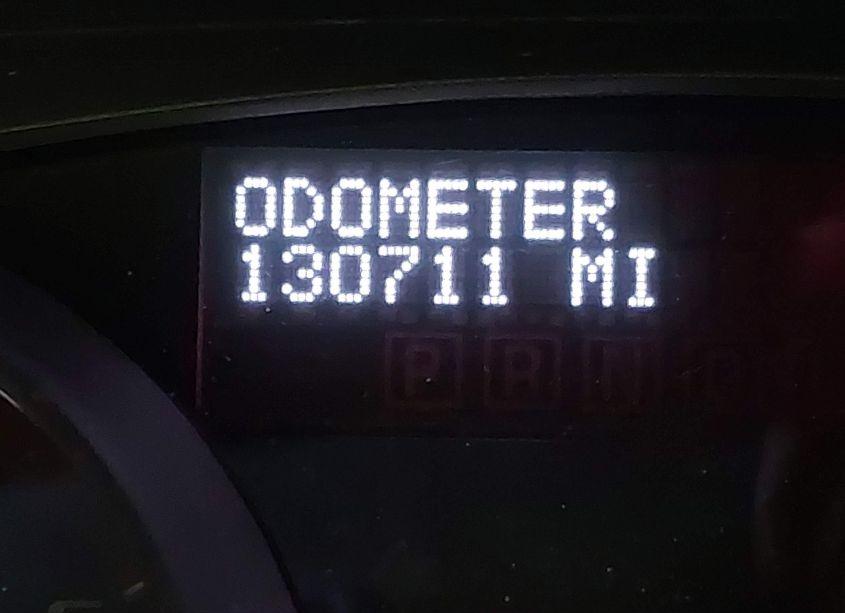 ODOMETER
130711 MI
P R N D